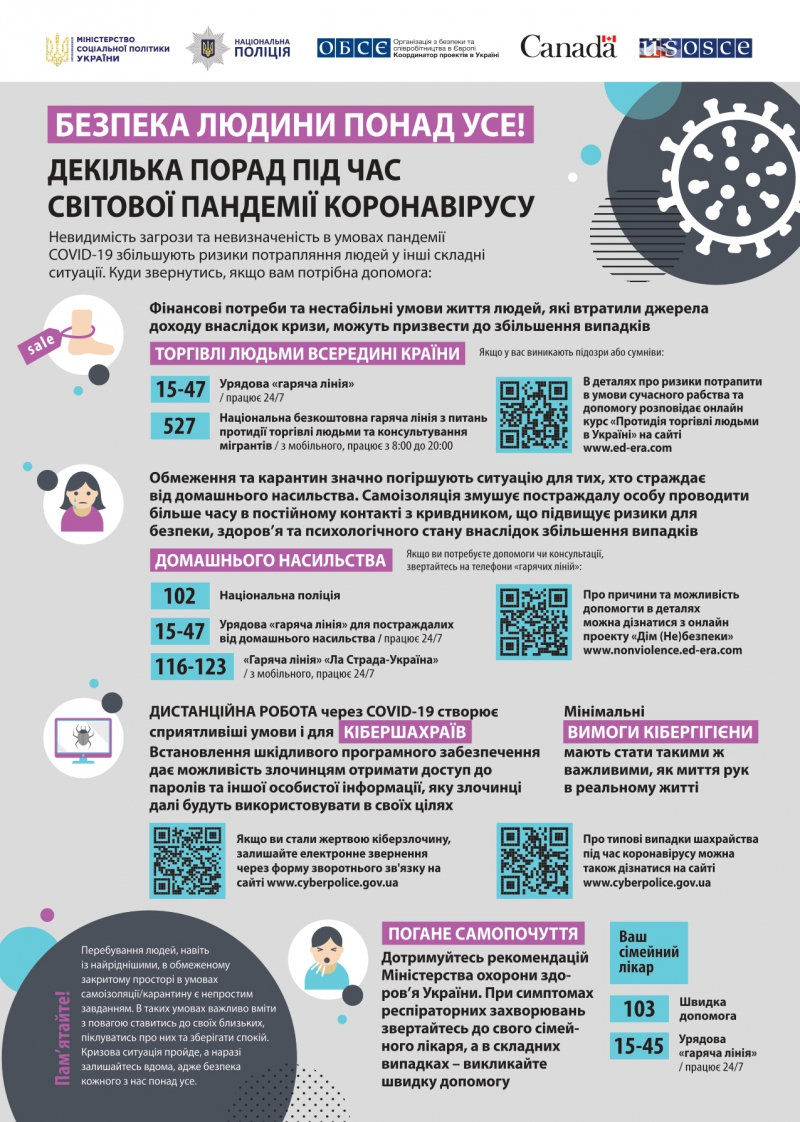 МІНІСТЕРСТВО
СОЦІАЛЬНОЇ ПОЛІТИКИ
УКРАЇНИ
НАЦІОНАЛЬНА
ПОЛІЦІЯ
ОБСЄ
Організація з безпеки та
співробітництва в Європі
Координатор проектів в Україні
Canada
usosce
БЕЗПЕКА ЛЮДИНИ ПОНАД УСЕ!
ДЕКІЛЬКА ПОРАД ПІД ЧАС
СВІТОВОЇ ПАНДЕМІЇ КОРОНАВІРУСУ
Невидимість загрози та невизначеність в умовах пандемії
COVID-19 збільшують ризики потрапляння людей у інші складні
ситуації. Куди звернутись, якщо вам потрібна допомога:
sale
Фінансові потреби та нестабільні умови життя людей, які втратили джерела
доходу внаслідок кризи, можуть призвести до збільшення випадків
ТОРГІВЛІ ЛЮДЬМИ ВСЕРЕДИНІ КРАЇНИ
Якщо у вас виникають підозри або сумніви:
15-47
Урядова «гаряча лінія»
/ працює 24/7
527
Національна безкоштовна гаряча лінія з питань
протидії торгівлі людьми та консультування
мігрантів / з мобільного, працює з 8:00 до 20:00
В деталях про ризики потрапити
в умови сучасного рабства та
допомогу розповідає онлайн
курс «Протидія торгівлі людьми
в Україні» на сайті
www.ed-era.com
Обмеження та карантин значно погіршують ситуацію для тих, хто страждає
від домашнього насильства. Самоізоляція змушує постраждалу особу проводити
більше часу в постійному контакті з кривдником, що підвищує ризики для
безпеки, здоров’я та психологічного стану внаслідок збільшення випадків
ДОМАШНЬОГО НАСИЛЬСТВА
Якщо ви потребуєте допомоги чи консультації,
звертайтесь на телефони «гарячих ліній»:
102
Національна поліція
15-47
Урядова «гаряча лінія» для постраждалих
від домашнього насильства / працює 24/7
116-123
«Гаряча лінія» «Ла Страда-Україна»
/ з мобільного, працює 24/7
Про причини та можливість
допомогти в деталях
можна дізнатися з онлайн
проекту «Дім (Не)безпеки»
www.nonviolence.ed-era.com
ДИСТАНЦІЙНА РОБОТА через COVID-19 створює
сприятливіші умови і для КІБЕРШАХРАЇВ
Встановлення шкідливого програмного забезпечення
дає можливість злочинцям отримати доступ до
паролів та іншої особистої інформації, яку злочинці
далі будуть використовувати в своїх цілях
Мінімальні
ВИМОГИ КІБЕРГІГІЄНИ
мають стати такими ж
важливими, як миття рук
в реальному житті
Якщо ви стали жертвою кіберзлочину,
залишайте електронне звернення
через форму зворотнього зв'язку на
сайті www.cyberpolice.gov.ua
Про типові випадки шахрайства
під час коронавірусу можна
також дізнатися на сайті
www.cyberpolice.gov.ua
Пам’ятайте!
Перебування людей, навіть
із найріднішими, в обмеженому
закритому просторі в умовах
самоізоляції/карантину є непростим
завданням. В таких умовах важливо вміти
з повагою ставитись до своїх близьких,
піклуватись про них та зберігати спокій.
Кризова ситуація пройде, а наразі
залишайтесь вдома, адже безпека
кожного з нас понад усе.
ПОГАНЕ САМОПОЧУТТЯ
Дотримуйтесь рекомендацій
Міністерства охорони здо-
ров’я України. При симптомах
респіраторних захворювань
звертайтесь до свого сімей-
ного лікаря, а в складних
випадках – викликайте
швидку допомогу
Ваш
сімейний
лікар
103
Швидка
допомога
15-45
Урядова
«гаряча лінія»
/ працює 24/7